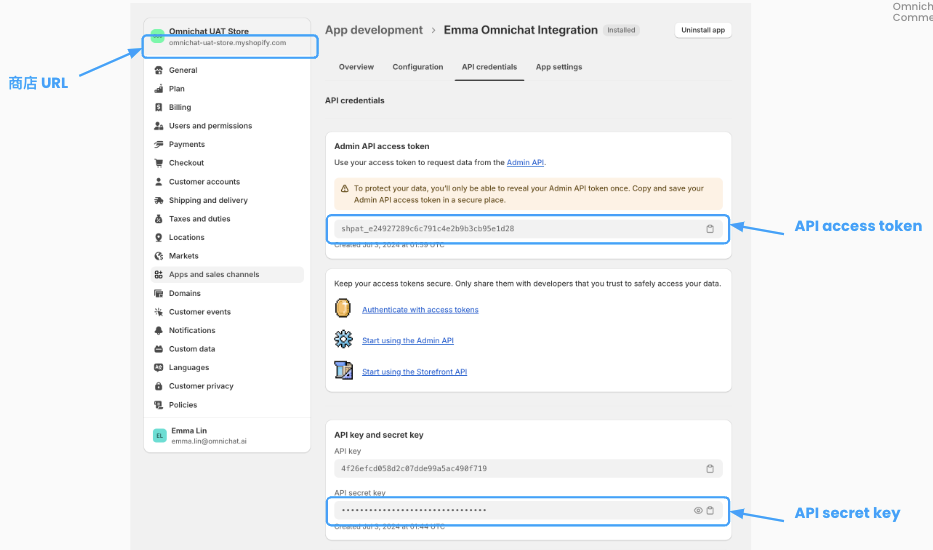 Omnich
Comme
Omnichat UAT Store
omnichat-uat-store.myshopify.com
商店 URL
General
Plan
Billing
Users and permissions
Payments
Checkout
Customer accounts
Shipping and delivery
Taxes and duties
Locations
Markets
Apps and sales channels
Domains
Customer events
Notifications
Custom data
Languages
Customer privacy
Policies
EL
Emma Lin
emma.lin@omnichat.ai
App development › Emma Omnichat Integration Installed
Uninstall app
Overview Configuration API credentials App settings
API credentials
Admin API access token
Use your access token to request data from the Admin API.
To protect your data, you'll only be able to reveal your Admin API token once. Copy and save your
Admin API access token in a secure place.
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
Created Jul 3, 2024 at 01:59 UTC
API access token
Keep your access tokens secure. Only share them with developers that you trust to safely access your data.
Authenticate with access tokens
Start using the Admin API
Start using the Storefront API
API key and secret key
API key
4f26efcd058d2c07dde99a5ac490f719
API secret key
••••••••••••••••••••••••••••••••
Created Jul 3, 2024 at 01:44 UTC
API secret key